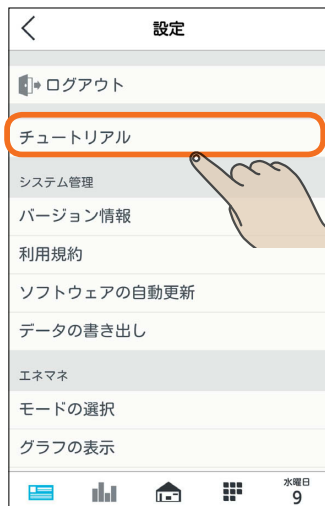 設定
ログアウト
チュートリアル
システム管理
バージョン情報
利用規約
ソフトウェアの自動更新
データの書き出し
エネマネ
モードの選択
グラフの表示
水曜日
9